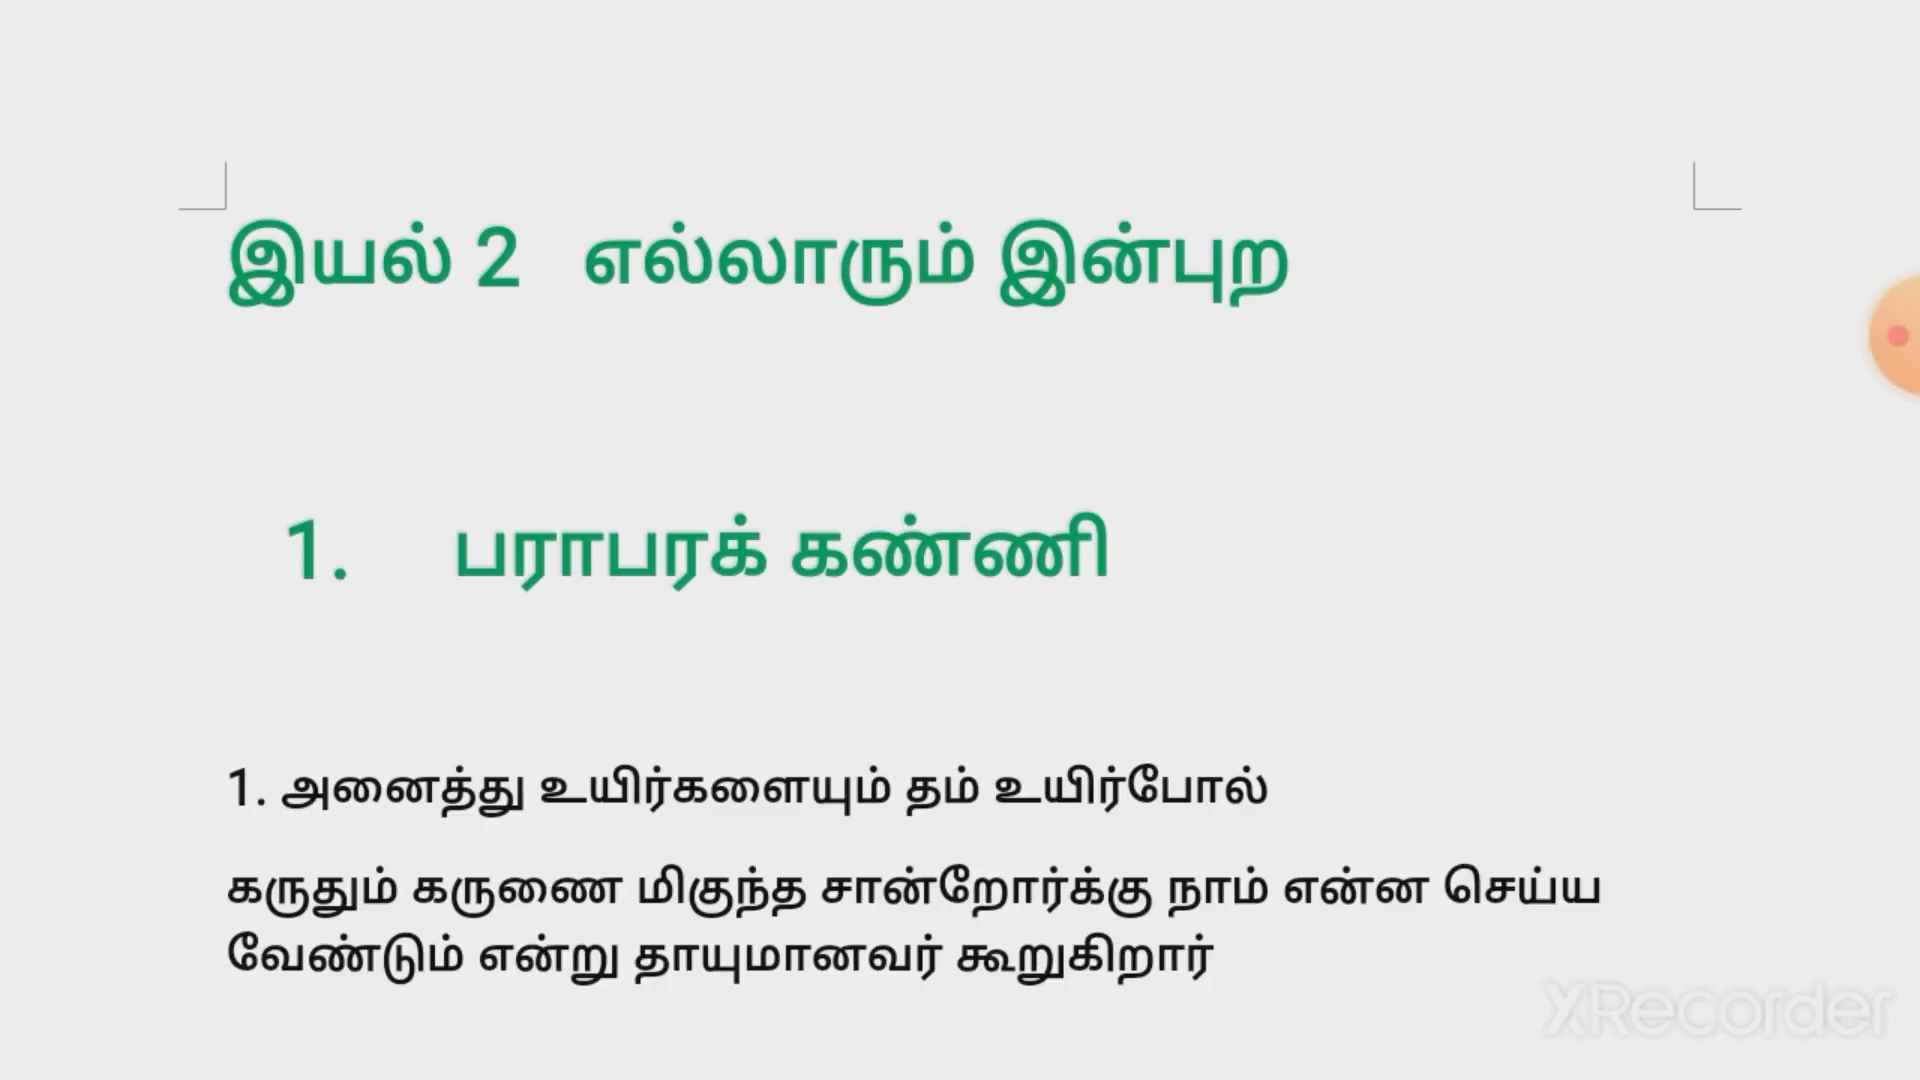 இயல் 2 எல்லாரும் இன்புற
1. பராபரக் கண்ணி
1. அனைத்து உயிர்களையும் தம் உயிர்போல்
கருதும் கருணை மிகுந்த சான்றோர்க்கு நாம் என்ன செய்ய
வேண்டும் என்று தாயுமானவர் கூறுகிறார்
XRecorder